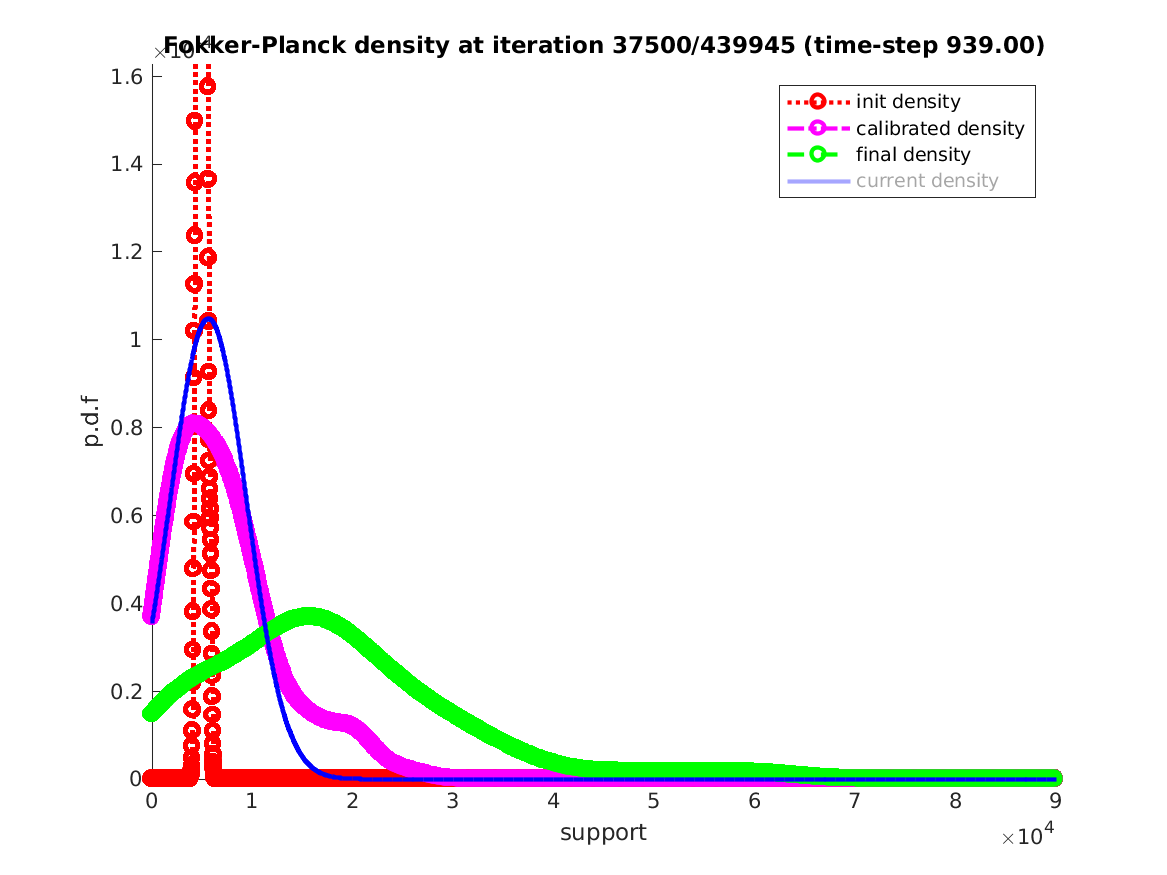 Fokker-Planck density at iteration 37500/439945 (time-step 939.00)
init density
calibrated density
final density
current density
p.d.f
1.6
1.4
1.2
1
0.8
0.6
0.4
0.2
0
0 1 2 3 4 5 6 7 8 9
support
×10⁴